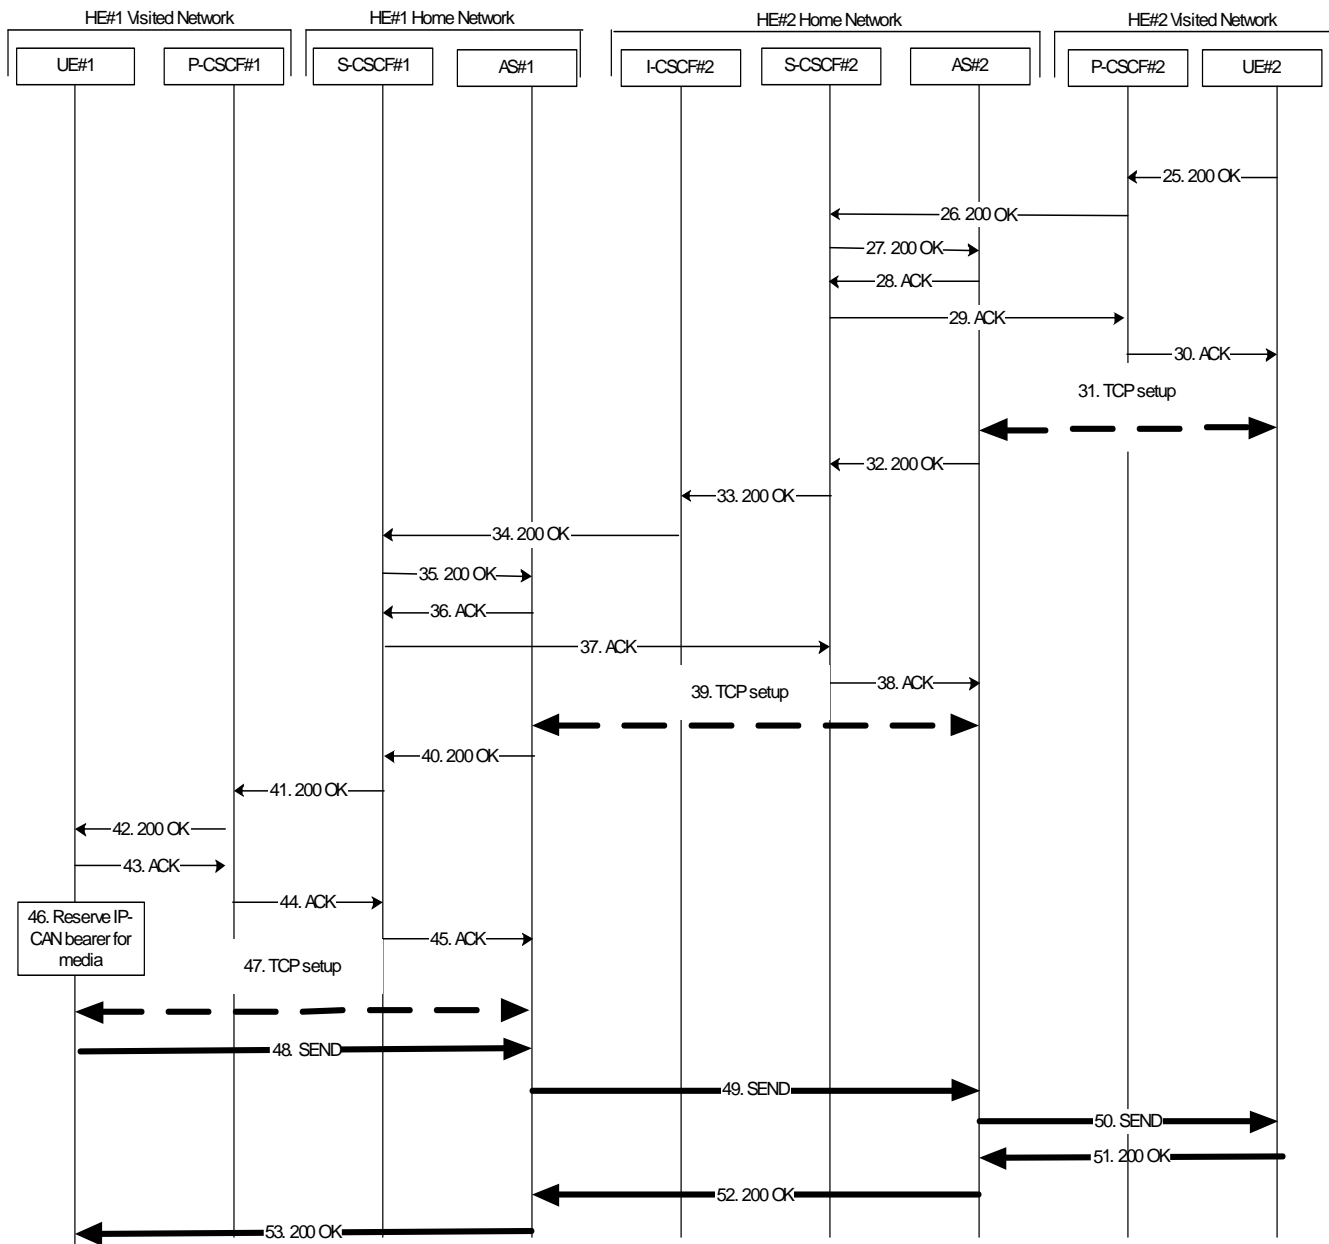 HE#1 Visited Network
HE#1 Home Network
HE#2 Home Network
HE#2 Visited Network
UE#1
P-CSCF#1
S-CSCF#1
AS#1
I-CSCF#2
S-CSCF#2
AS#2
P-CSCF#2
UE#2
25. 200 OK
26. 200 OK
27. 200 OK
28. ACK
29. ACK
30. ACK
31. TCP setup
32. 200 OK
33. 200 OK
34. 200 OK
35. 200 OK
36. ACK
37. ACK
38. ACK
39. TCP setup
40. 200 OK
41. 200 OK
42. 200 OK
43. ACK
44. ACK
45. ACK
46. Reserve IP-
CAN bearer for
media
47. TCP setup
48. SEND
49. SEND
50. SEND
51. 200 OK
52. 200 OK
53. 200 OK